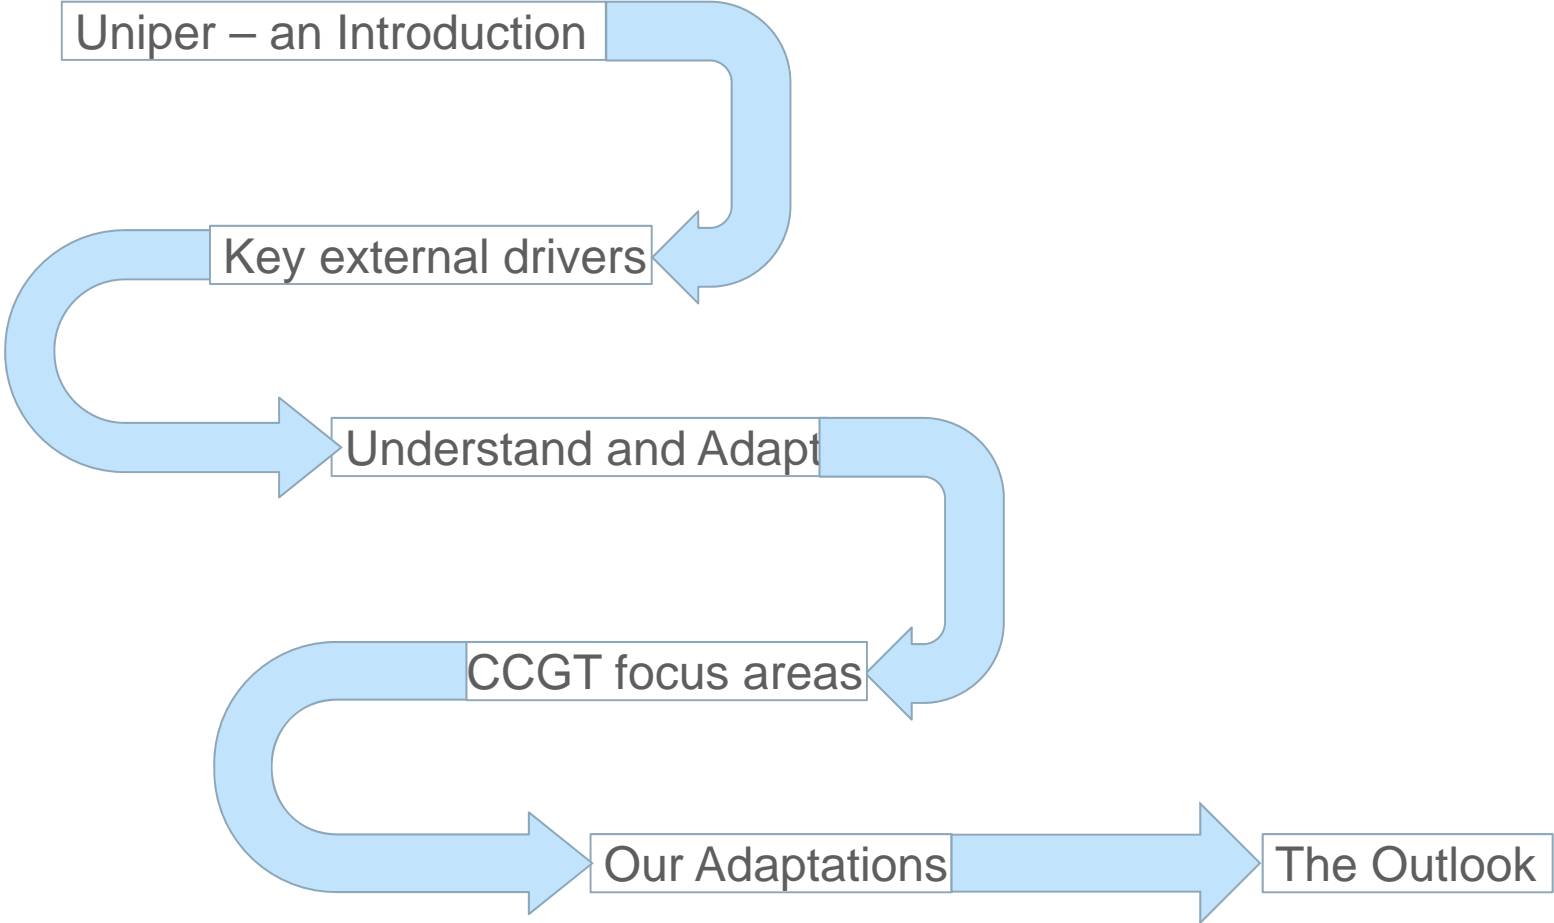 Uniper – an Introduction
Key external drivers
Understand and Adapt
CCGT focus areas
Our Adaptations
The Outlook